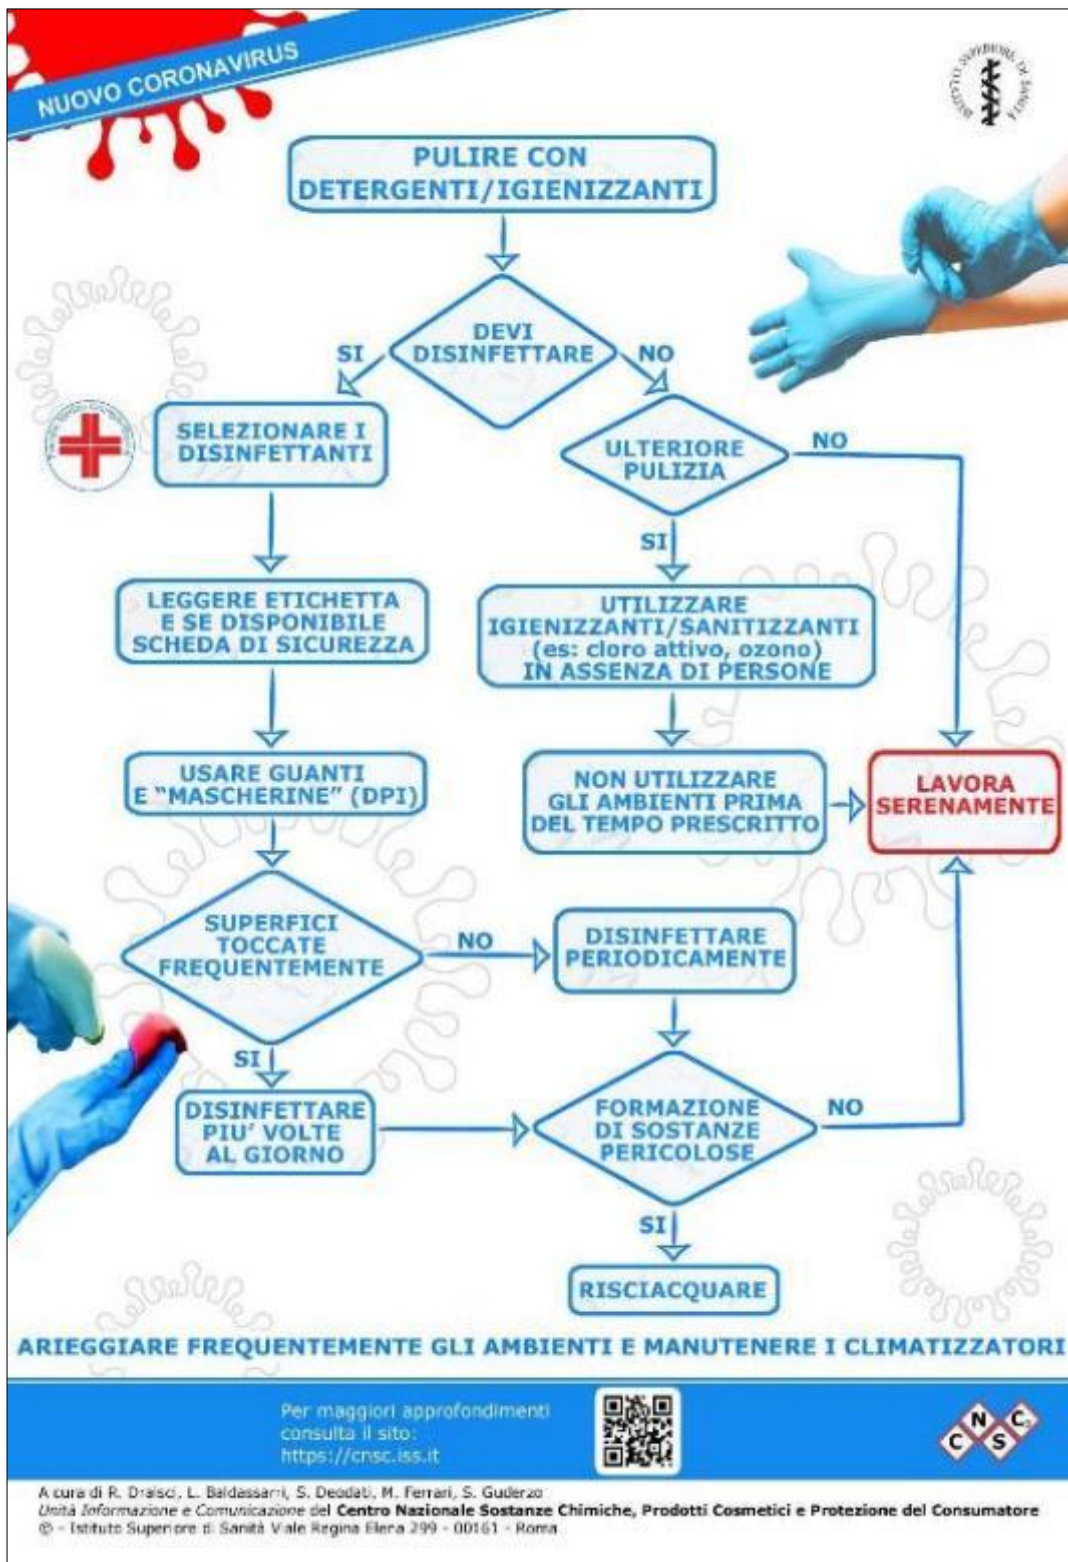 NUOVO CORONAVIRUS
ISTITUTO SUPERIORE DI SANITÀ
PULIRE CON
DETERGENTI/IGIENIZZANTI
DEVI
DISINFETTARE
SI
NO
SELEZIONARE I
DISINFETTANTI
ULTERIORE
PULIZIA
NO
SI
LEGGERE ETICHETTA
E SE DISPONIBILE
SCHEDA DI SICUREZZA
UTILIZZARE
IGIENIZZANTI/SANITIZZANTI
(es: cloro attivo, ozono)
IN ASSENZA DI PERSONE
USARE GUANTI
E “MASCHERINE” (DPI)
NON UTILIZZARE
GLI AMBIENTI PRIMA
DEL TEMPO PRESCRITTO
LAVORA
SERENAMENTE
SUPERFICI
TOCCATE
FREQUENTEMENTE
NO
DISINFETTARE
PERIODICAMENTE
SI
DISINFETTARE
PIU’ VOLTE
AL GIORNO
FORMAZIONE
DI SOSTANZE
PERICOLOSE
NO
SI
RISCIACQUARE
ARIEGGIARE FREQUENTEMENTE GLI AMBIENTI E MANUTENERE I CLIMATIZZATORI
Per maggiori approfondimenti
consulta il sito:
https://cnsc.iss.it
C N S C
A cura di R. Draisci, L. Baldassarri, S. Deodati, M. Ferrari, S. Guderzo
Unità Informazione e Comunicazione del Centro Nazionale Sostanze Chimiche, Prodotti Cosmetici e Protezione del Consumatore
© - Istituto Superiore di Sanità Viale Regina Elena 299 - 00161 - Roma